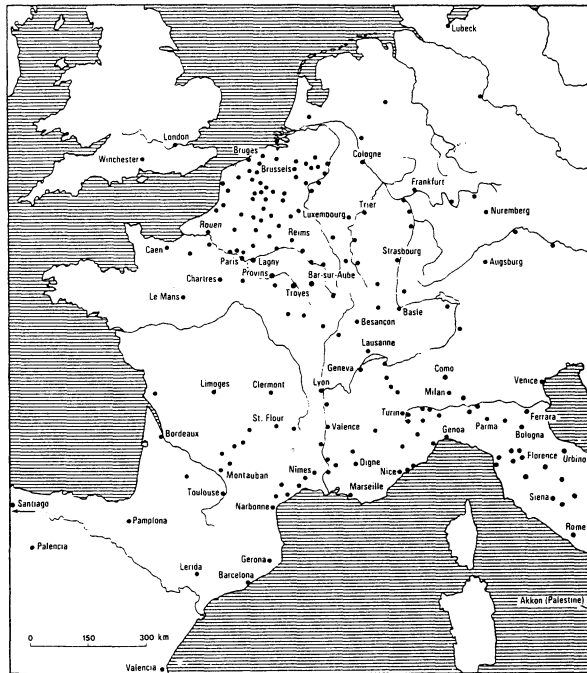 Lubeck
London
Winchester
Bruges
Brussels
Cologne
Frankfurt
Luxembourg
Trier
Nuremberg
Rouen
Reims
Caen
Paris
Lagny
Strasbourg
Augsburg
Chartres
Provins
Bar-sur-Aube
Troyes
Le Mans
Basle
Besançon
Lausanne
Geneva
Como
Limoges
Clermont
Lyon
Milan
Venice
St. Flour
Valence
Turin
Ferrara
Parma
Bordeaux
Genoa
Bologna
Florence
Urbino
Montauban
Nîmes
Digne
Nice
Toulouse
Marseille
Siena
Santiago
Narbonne
Pamplona
Rome
Palencia
Gerona
Lerida
Barcelona
Akkon (Palestine)
0 150 300 km
Valencia